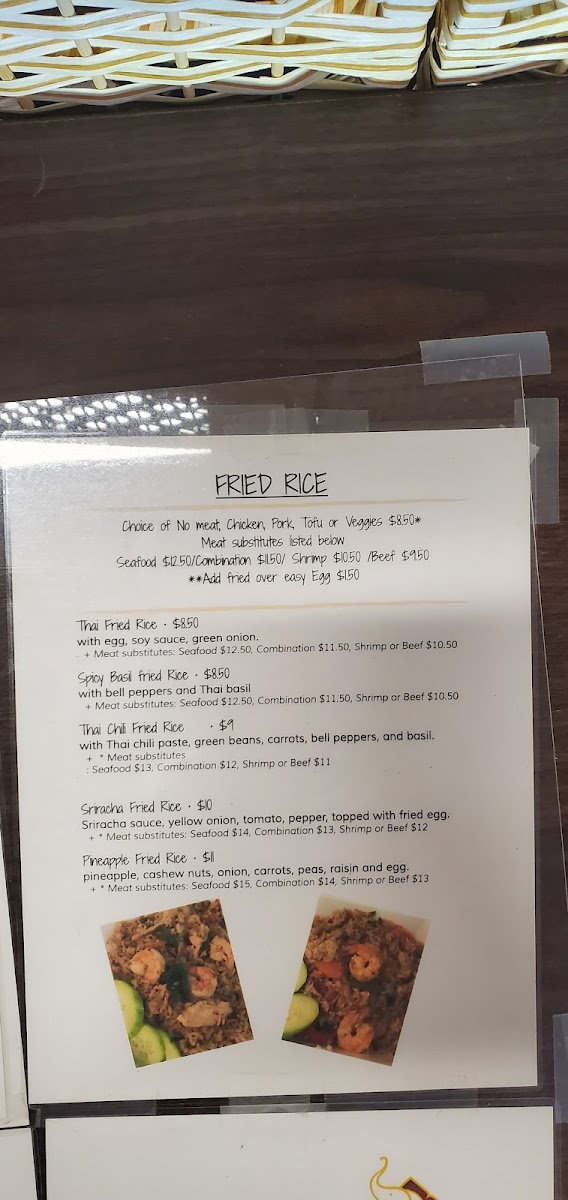 FRIED RICE
Choice of No meat, Chicken, Pork, Tofu or Veggies $8.50*
Meat substitutes listed below
Seafood $12.50/Combination $11.50/ Shrimp $10.50 /Beef $9.50
**Add fried over easy Egg $1.50
Thai Fried Rice · $8.50
with egg, soy sauce, green onion.
+ Meat substitutes: Seafood $12.50, Combination $11.50, Shrimp or Beef $10.50
Spicy Basil fried Rice · $8.50
with bell peppers and Thai basil
+ Meat substitutes: Seafood $12.50, Combination $11.50, Shrimp or Beef $10.50
Thai Chili Fried Rice · $9
with Thai chili paste, green beans, carrots, bell peppers, and basil.
+ * Meat substitutes
: Seafood $13, Combination $12, Shrimp or Beef $11
Sriracha Fried Rice · $10
Sriracha sauce, yellow onion, tomato, pepper, topped with fried egg.
+ * Meat substitutes: Seafood $14, Combination $13, Shrimp or Beef $12
Pineapple Fried Rice · $11
pineapple, cashew nuts, onion, carrots, peas, raisin and egg.
+ * Meat substitutes: Seafood $15, Combination $14, Shrimp or Beef $13